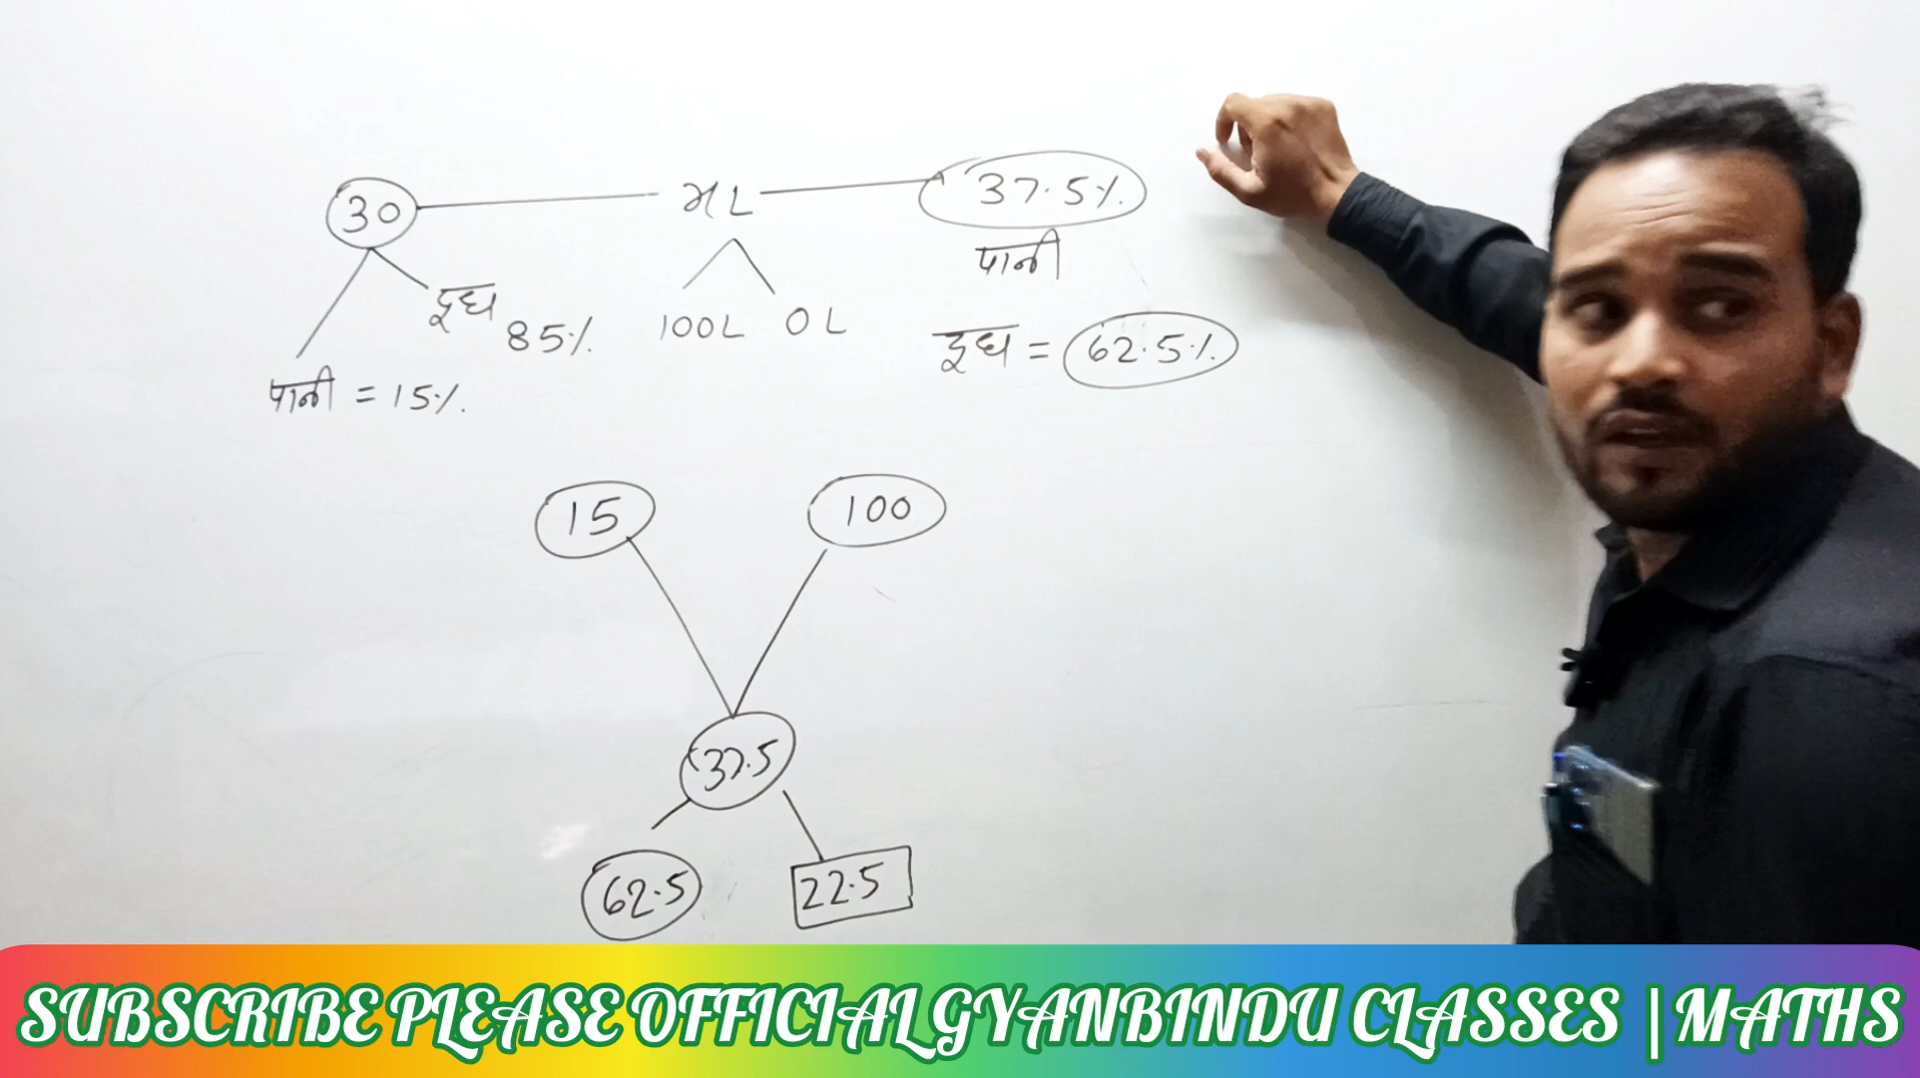 30 मL 37.5%
पानी
दूध 85% 100L 0L दूध = 62.5%
पानी = 15%
15 100
37.5
62.5 22.5
SUBSCRIBE PLEASE OFFICIAL GYANBINDU CLASSES | MATHS